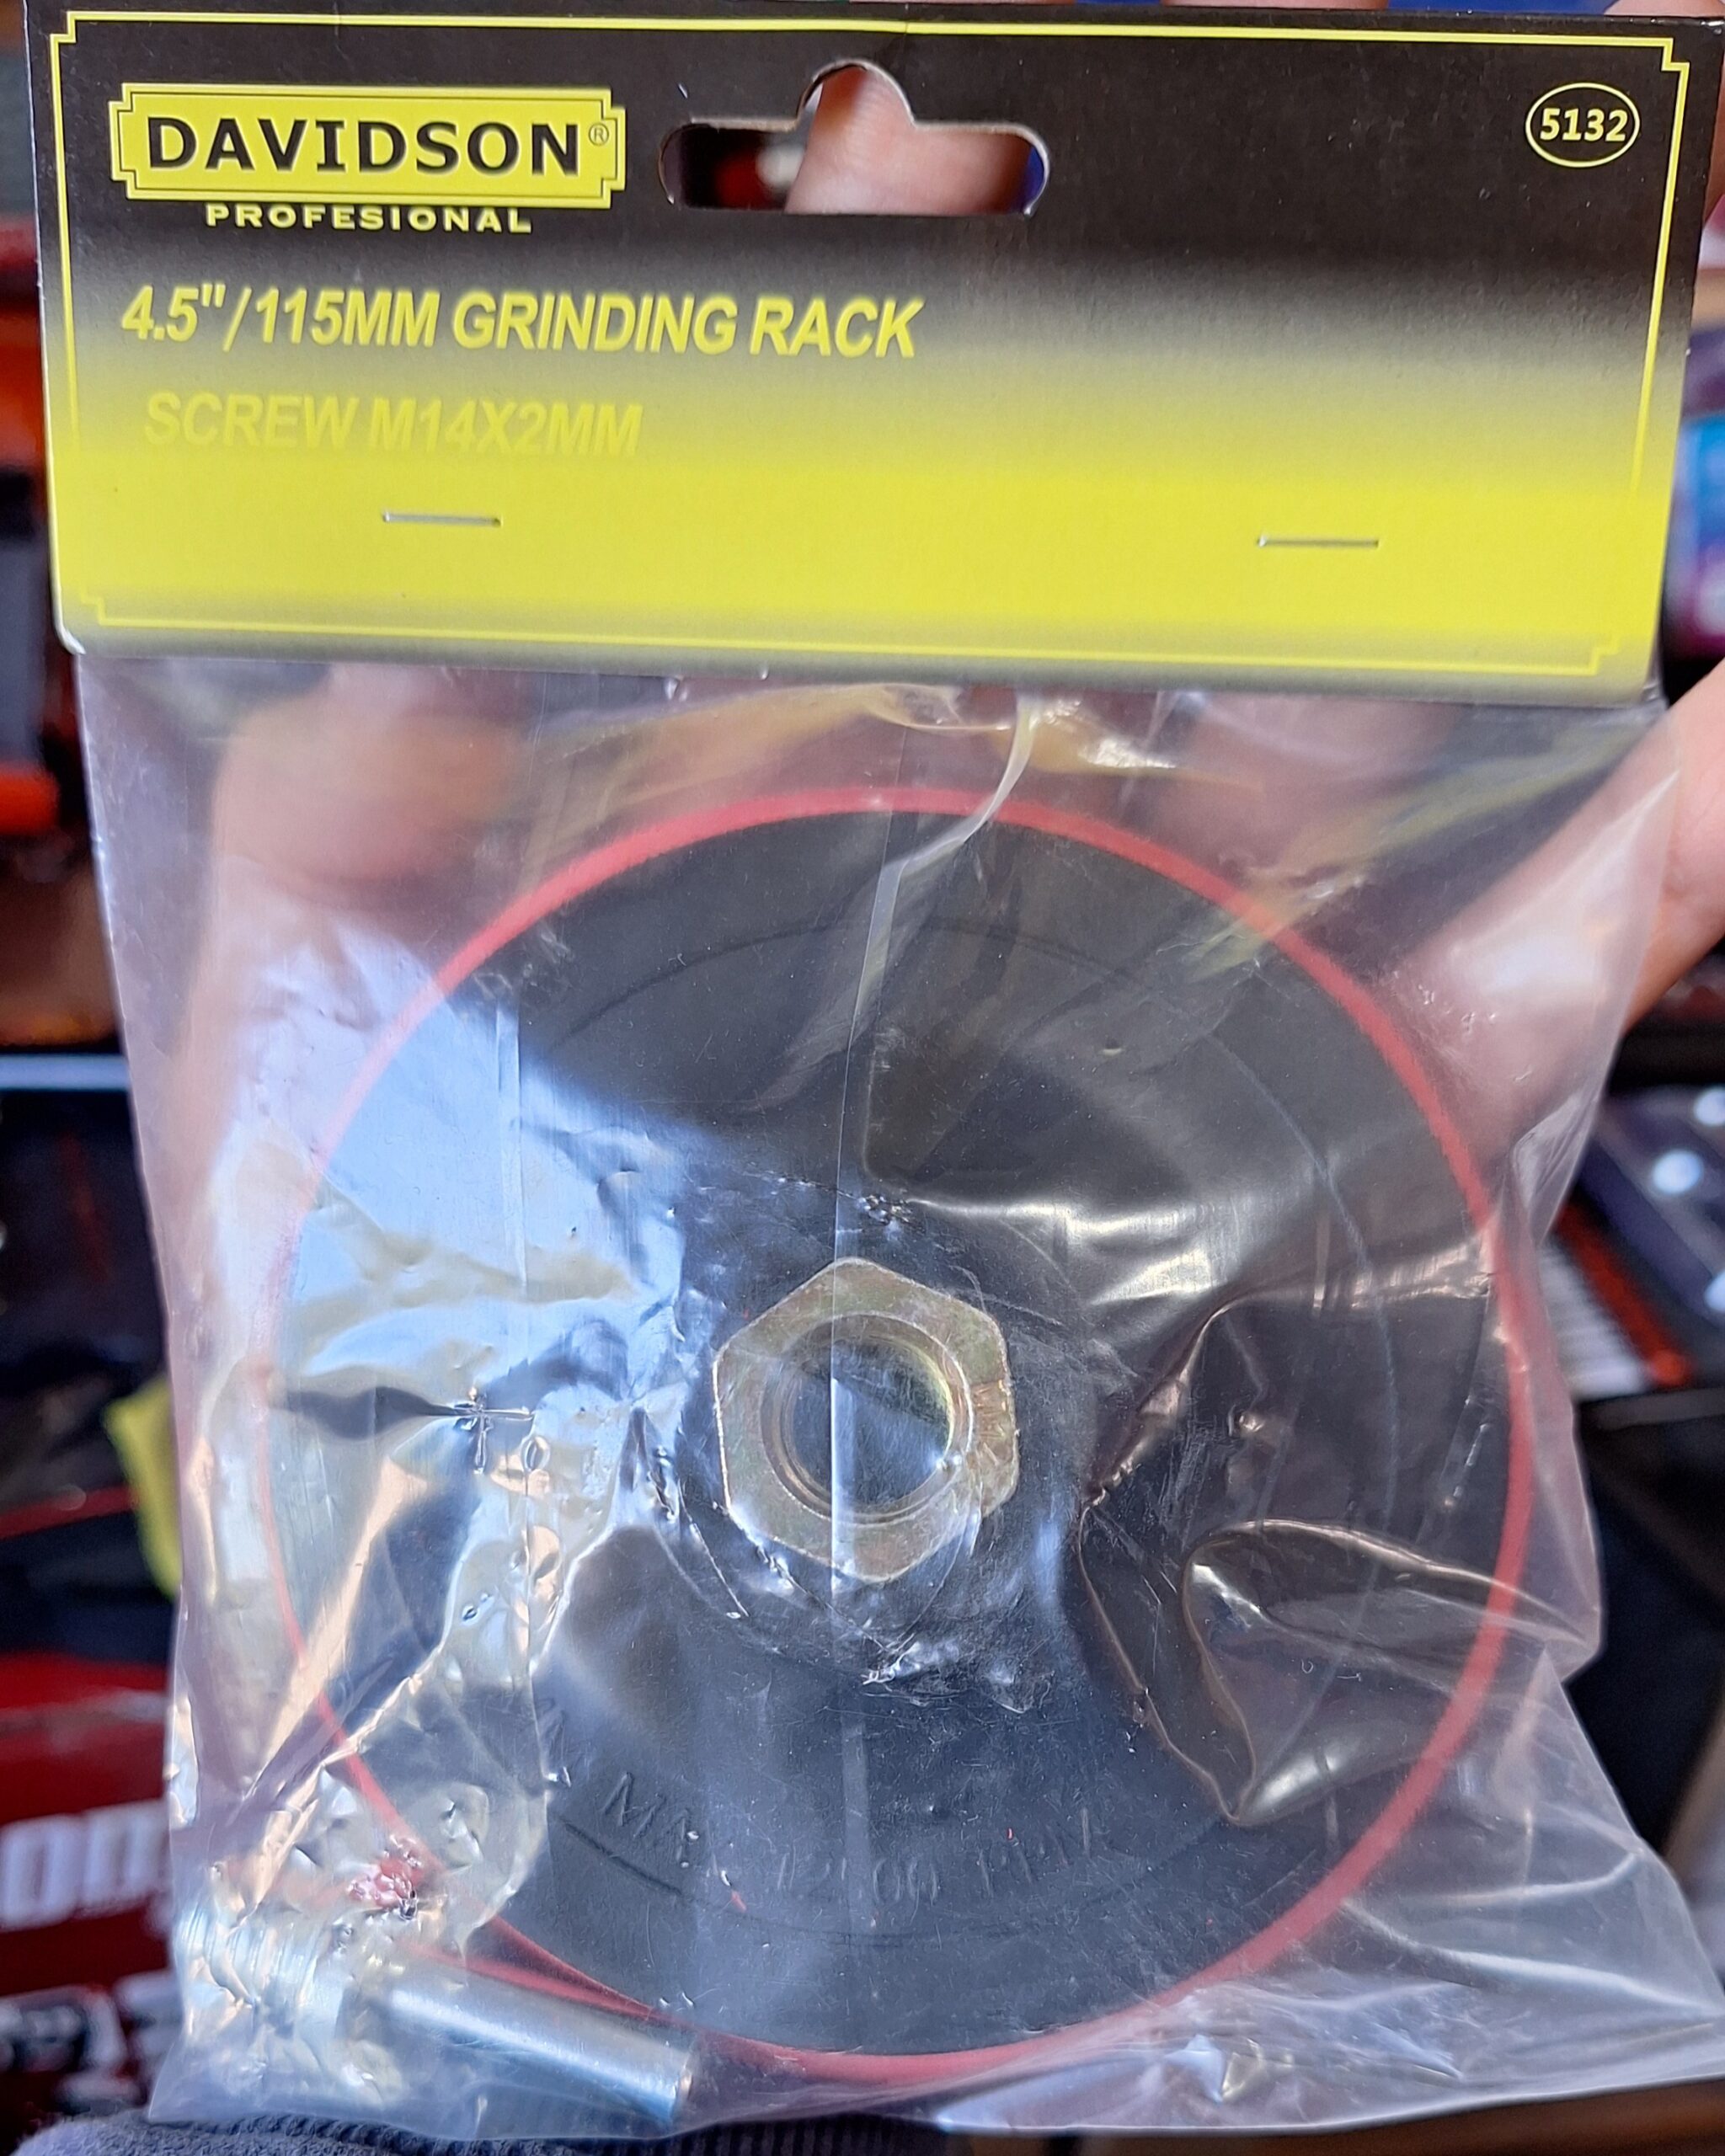 DAVIDSON®
PROFESIONAL
5132
4.5"/115MM GRINDING RACK
SCREW M14X2MM